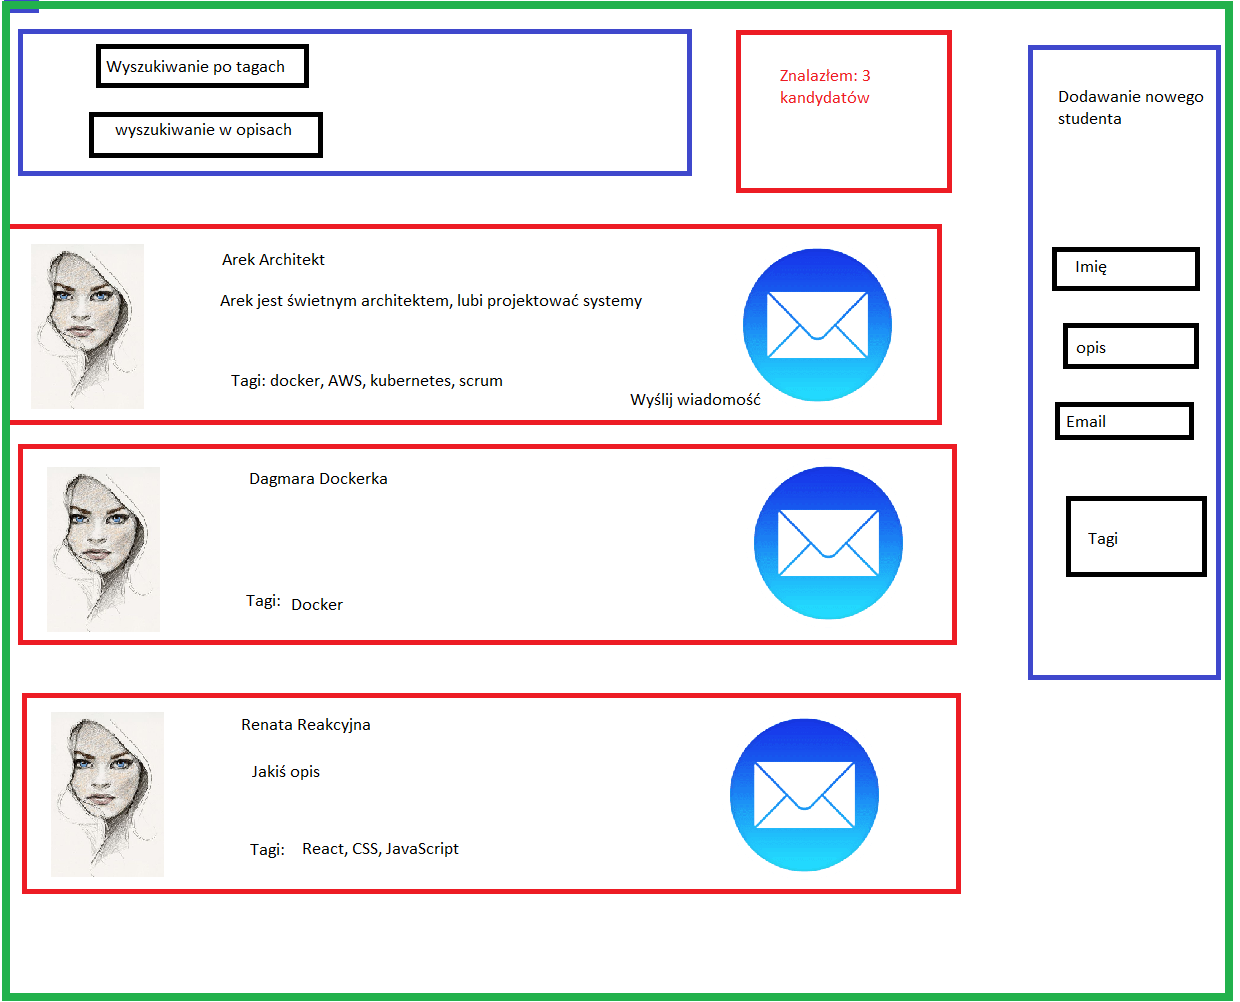 Wyszukiwanie po tagach
wyszukiwanie w opisach
Znalazłem: 3
kandydatów
Dodawanie nowego
studenta
Imię
opis
Email
Tagi
Arek Architekt
Arek jest świetnym architektem, lubi projektować systemy
Tagi: docker, AWS, kubernetes, scrum
Wyślij wiadomość
Dagmara Dockerka
Tagi: Docker
Renata Reakcyjna
Jakiś opis
Tagi: React, CSS, JavaScript